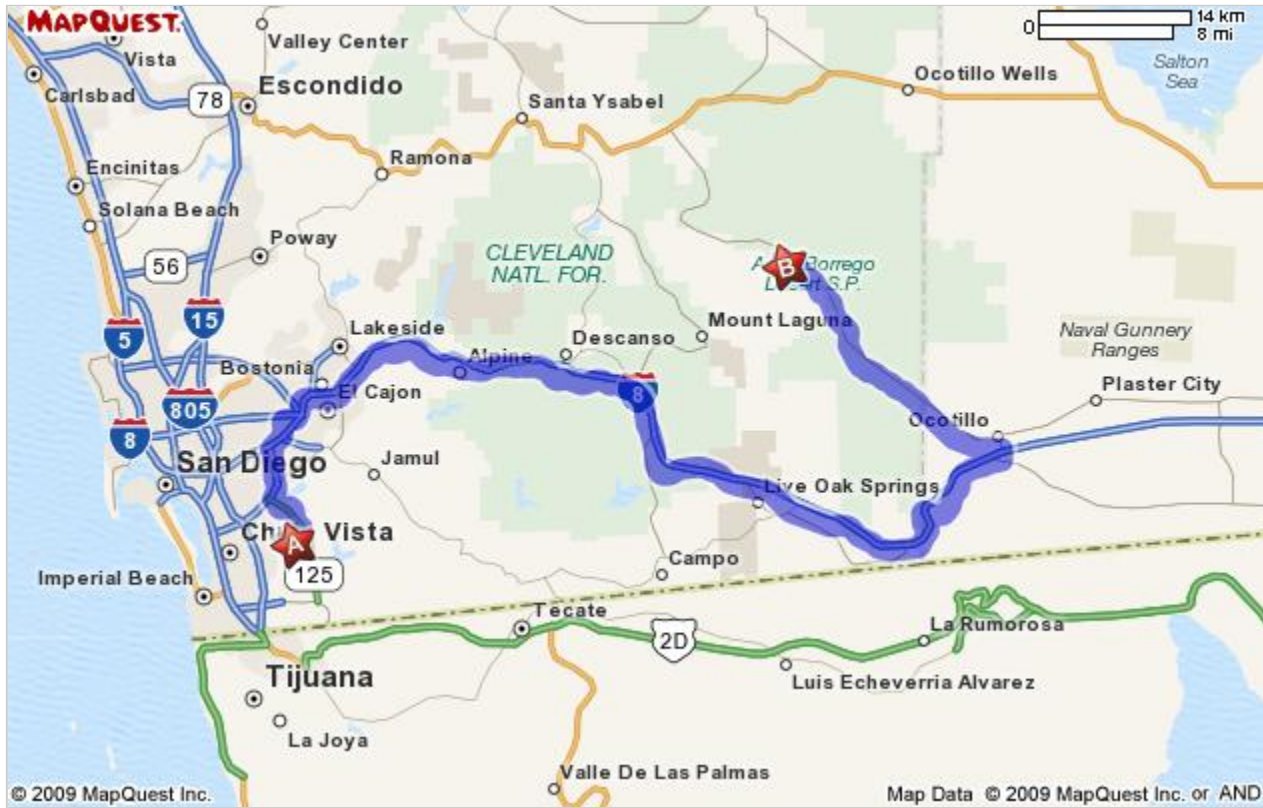 MAPQUEST.
14 km
0
8 mi
Valley Center
Vista
Salton
Sea
Ocotillo Wells
Carlsbad
78
Escondido
Santa Ysabel
Ramona
Encinitas
Solana Beach
Poway
56
CLEVELAND
NATL. FOR.
B
Borrego
S.P.
15
5
Lakeside
Descanso
Mount Laguna
Naval Gunnery
Ranges
Bostonia
Alpine
El Cajon
8
Plaster City
805
Ocotillo
8
San Diego
Jamul
Live Oak Springs
Vista
A
125
Campo
Imperial Beach
Tecate
2D
La Rumorosa
Tijuana
Luis Echeverria Alvarez
La Joya
Valle De Las Palmas
© 2009 MapQuest Inc.
Map Data © 2009 MapQuest Inc. or AND